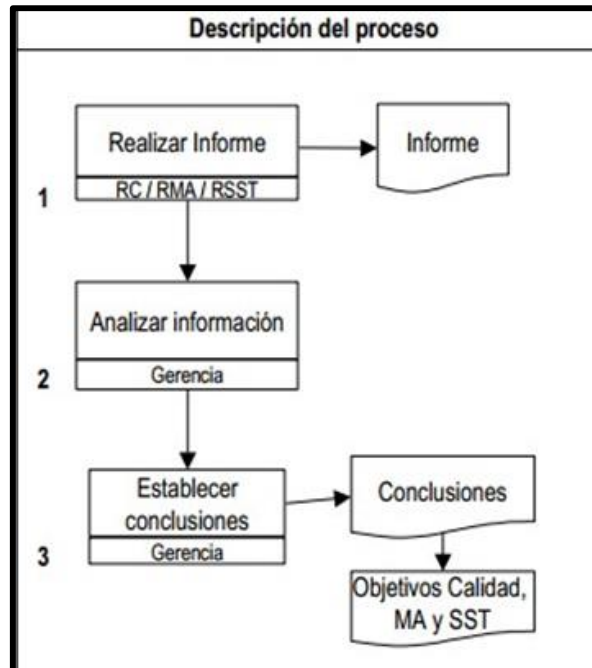 Descripción del proceso
Realizar Informe
Informe
RC / RMA / RSST
1
Analizar información
Gerencia
2
Establecer
conclusiones
Conclusiones
Gerencia
3
Objetivos Calidad,
MA y SST